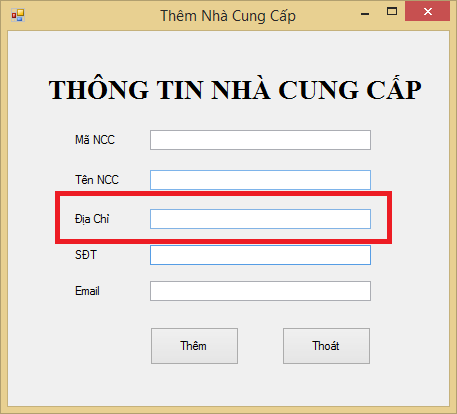 Thêm Nhà Cung Cấp
THÔNG TIN NHÀ CUNG CẤP
Mã NCC
Tên NCC
Địa Chỉ
SĐT
Email
Thêm Thoát